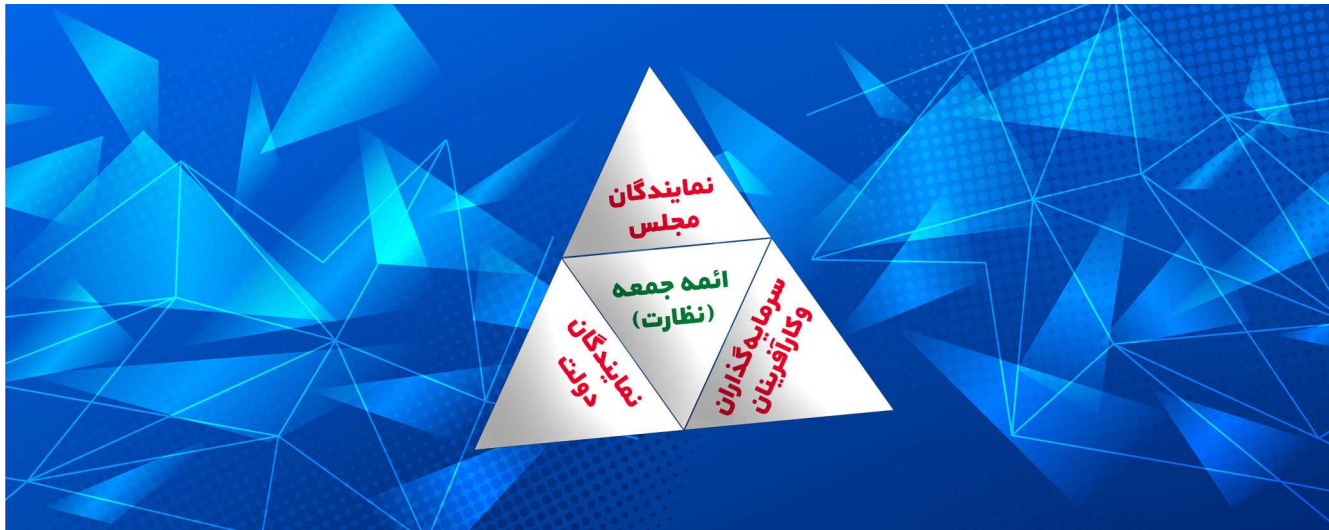 نمایندگان
مجلس
ائمه جمعه
(نظارت)
سرمایه‌گذاران
وکارآفرینان
نمایندگان
دولت